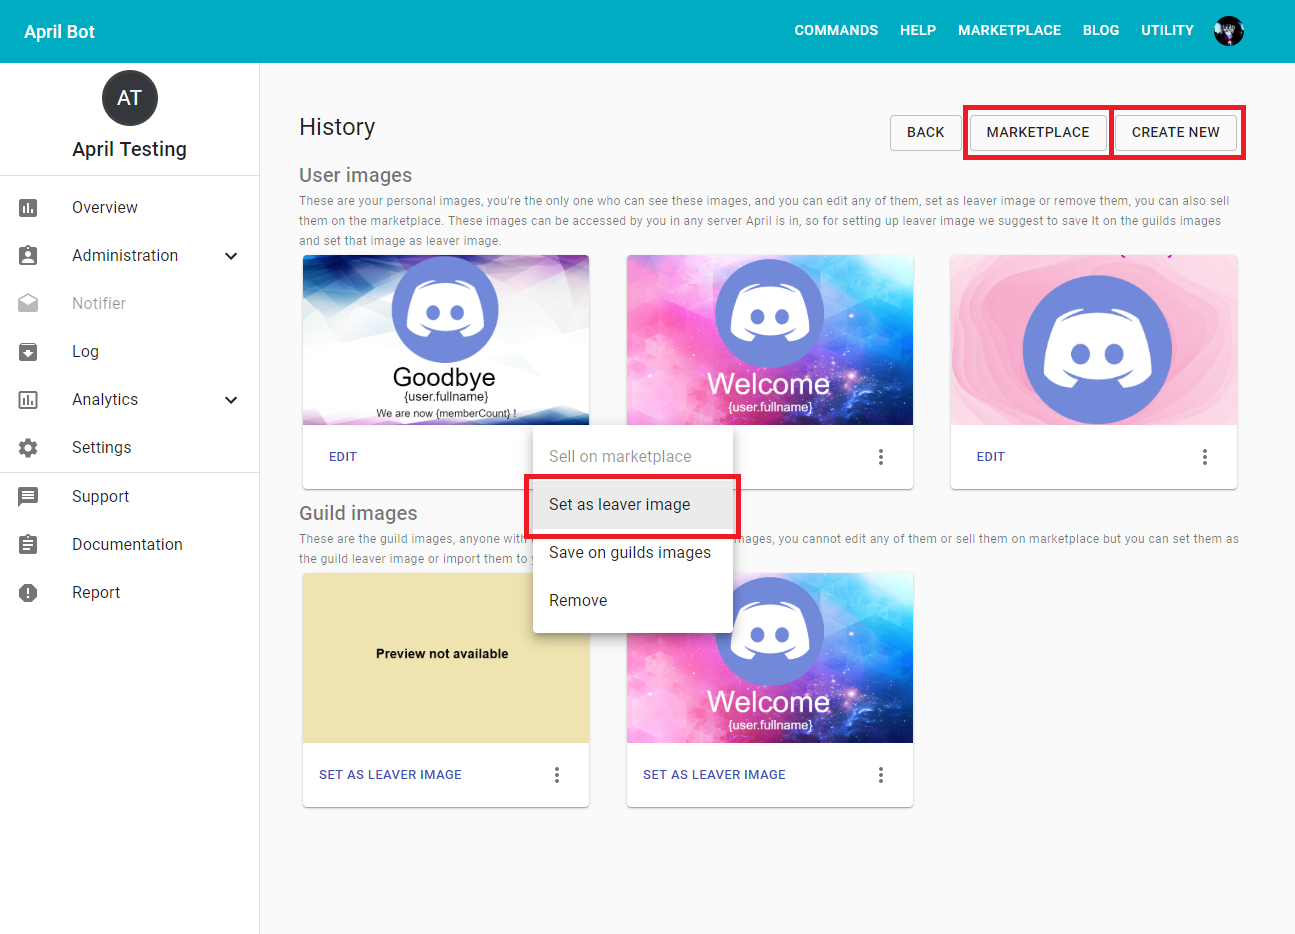 April Bot
COMMANDS
HELP
MARKETPLACE
BLOG
UTILITY
AT
April Testing
Overview
Administration
Notifier
Log
Analytics
Settings
Support
Documentation
Report
History
BACK
MARKETPLACE
CREATE NEW
User images
These are your personal images, you're the only one who can see these images, and you can edit any of them, set as leaver image or remove them, you can also sell
them on the marketplace. These images can be accessed by you in any server April is in, so for setting up leaver image we suggest to save It on the guilds images
and set that image as leaver image.
Goodbye
{user.fullname}
We are now {memberCount} !
Welcome
{user.fullname}
EDIT
EDIT
Sell on marketplace
Set as leaver image
Save on guilds images
Remove
Guild images
These are the guild images, anyone with images, you cannot edit any of them or sell them on marketplace but you can set them as
the guild leaver image or import them to
Preview not available
Welcome
{user.fullname}
SET AS LEAVER IMAGE
SET AS LEAVER IMAGE